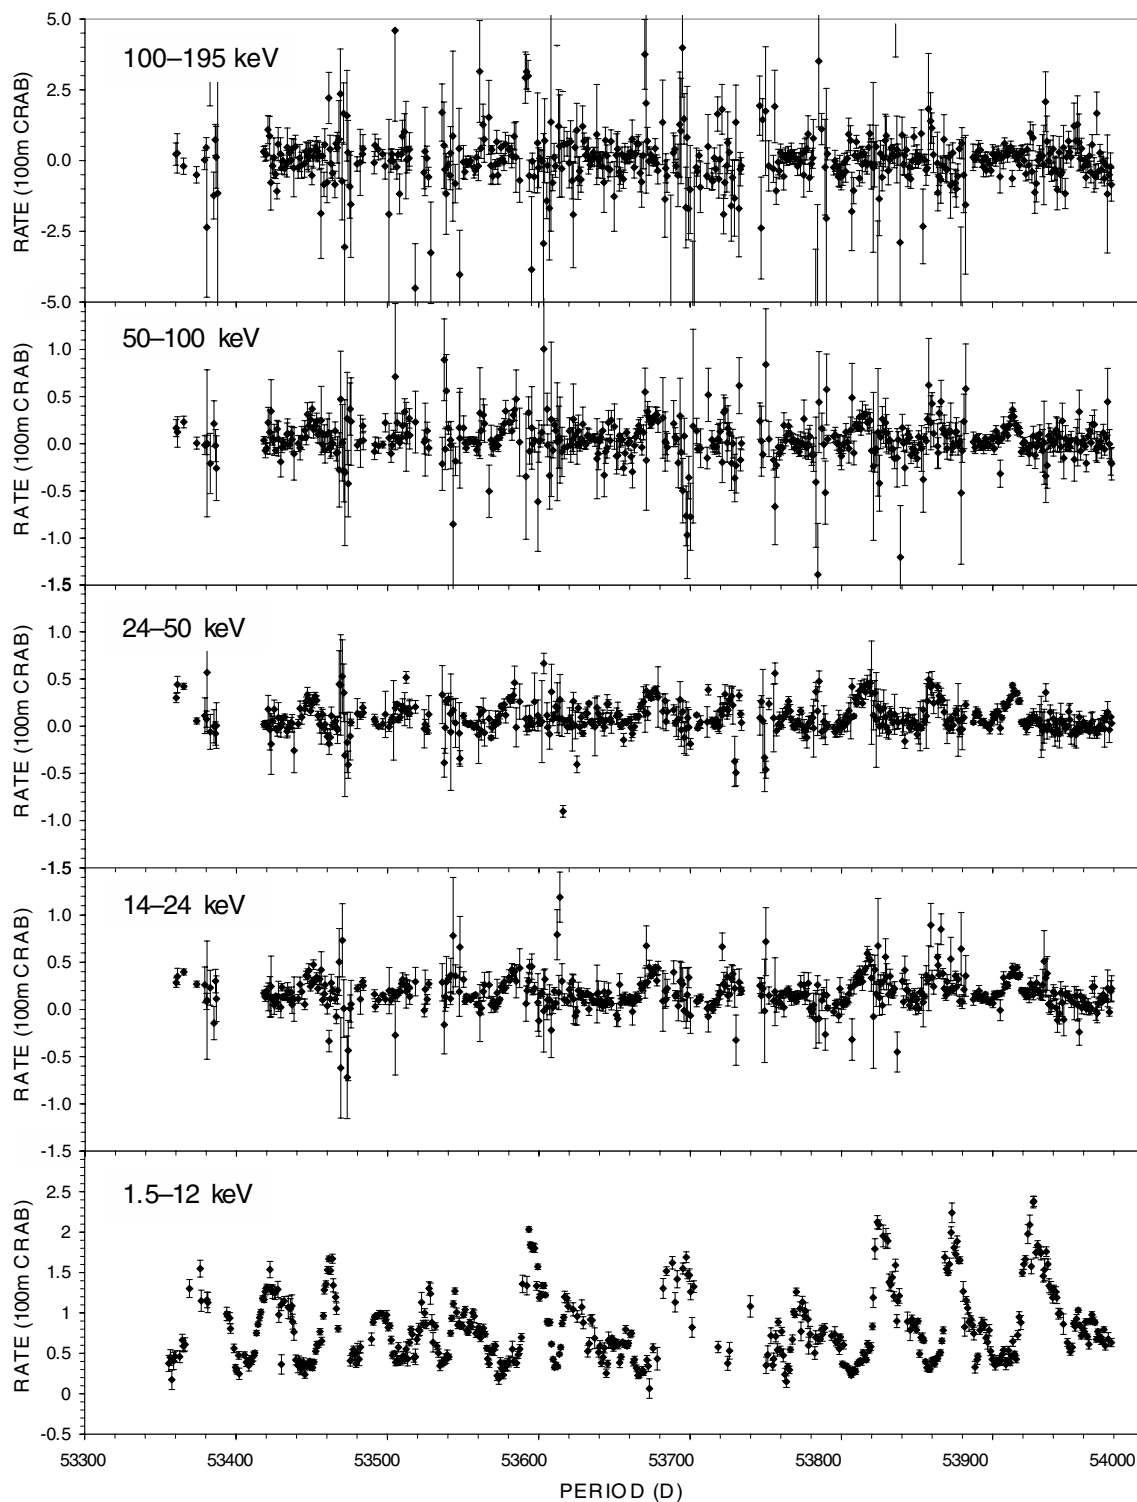 5.0
100–195 keV
2.5
0.0
-2.5
-5.0
RATE (100m CRAB)
50–100 keV
1.0
0.5
0.0
-0.5
-1.0
-1.5
RATE (100m CRAB)
24–50 keV
1.0
0.5
0.0
-0.5
-1.0
-1.5
RATE (100m CRAB)
14–24 keV
1.0
0.5
0.0
-0.5
-1.0
-1.5
RATE (100m CRAB)
1.5–12 keV
2.5
2
1.5
1
0.5
0
-0.5
RATE (100m CRAB)
53300 53400 53500 53600 53700 53800 53900 54000
PERIOD (D)